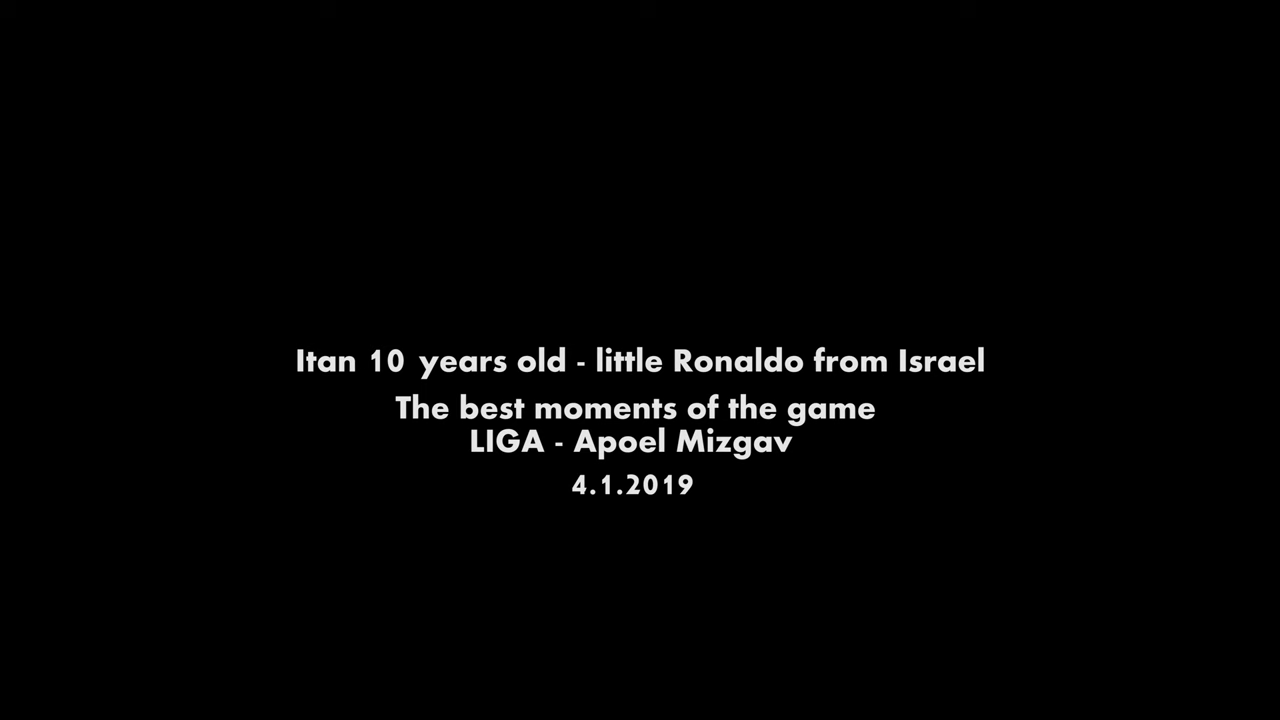 Itan 10 years old - little Ronaldo from Israel
The best moments of the game
LIGA - Apoel Mizgav
4.1.2019